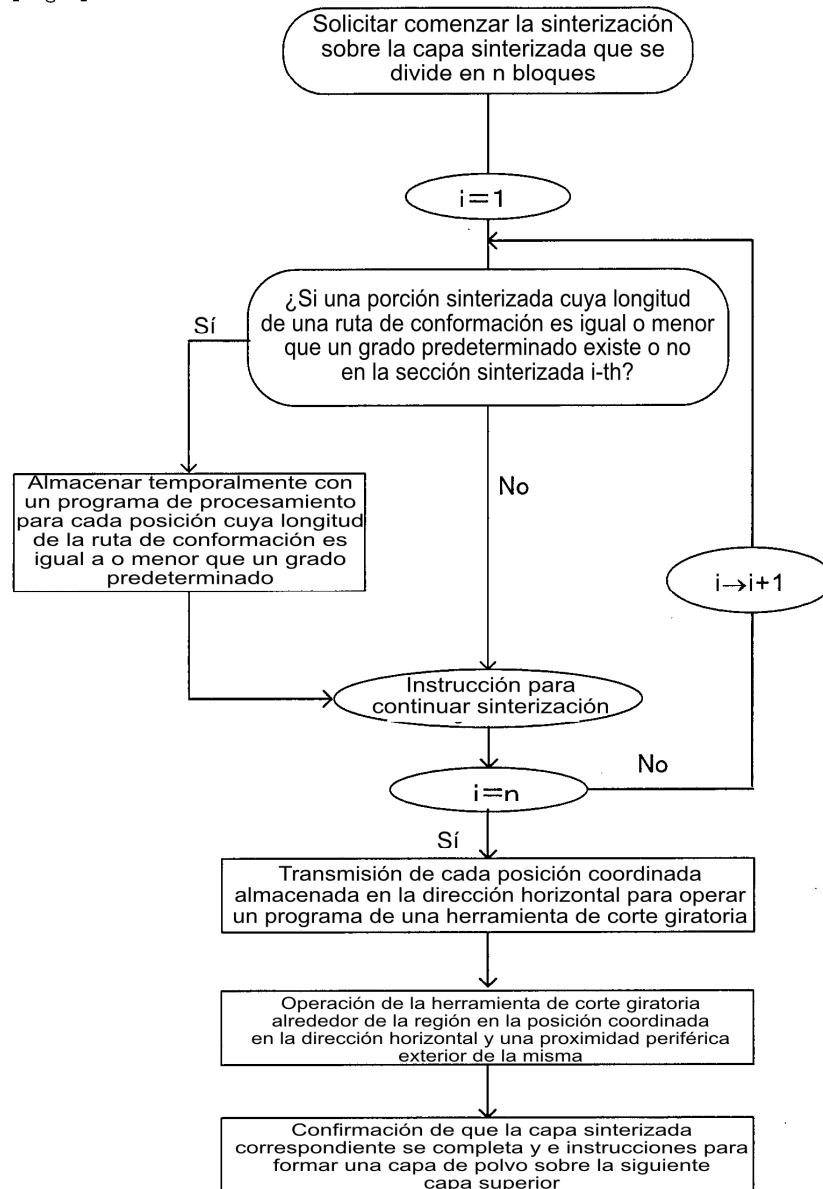 Solicitar comenzar la sinterización
sobre la capa sinterizada que se
divide en n bloques
i=1
¿Si una porción sinterizada cuya longitud
de una ruta de conformación es igual o menor
que un grado predeterminado existe o no
en la sección sinterizada i-th?
Sí
No
Almacenar temporalmente con
un programa de procesamiento
para cada posición cuya longitud
de la ruta de conformación es
igual a o menor que un grado
predeterminado
i→i+1
Instrucción para
continuar sinterización
i=n
No
Sí
Transmisión de cada posición coordinada
almacenada en la dirección horizontal para operar
un programa de una herramienta de corte giratoria
Operación de la herramienta de corte giratoria
alrededor de la región en la posición coordinada
en la dirección horizontal y una proximidad periférica
exterior de la misma
Confirmación de que la capa sinterizada
correspondiente se completa y e instrucciones para
formar una capa de polvo sobre la siguiente
capa superior